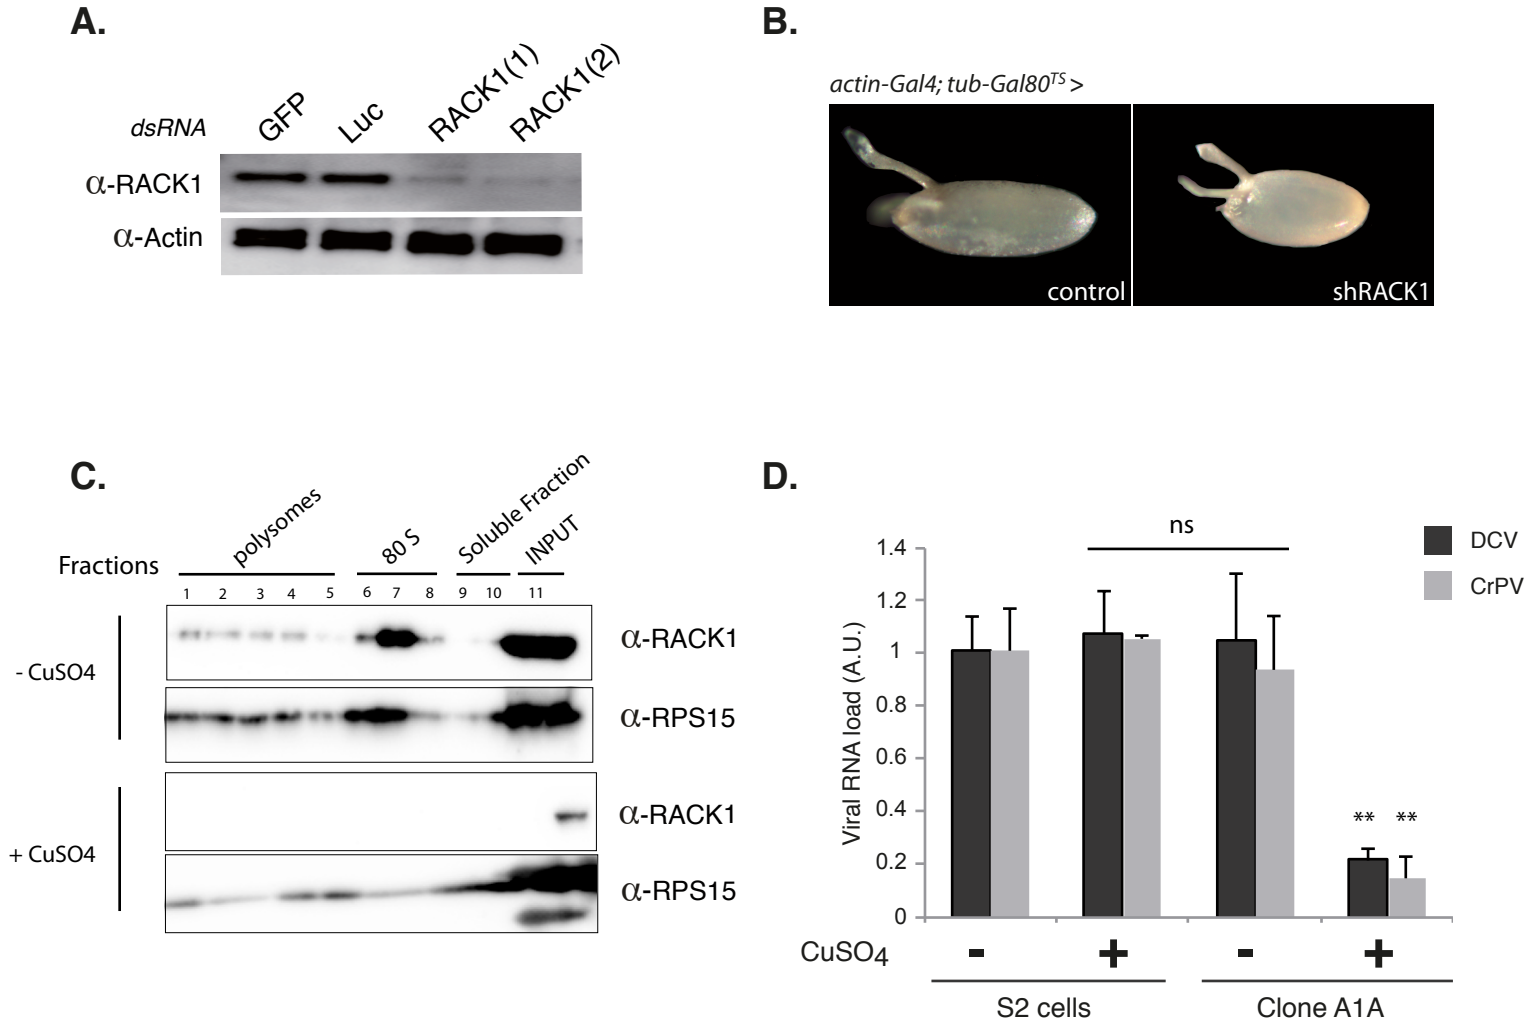 A.
dsRNA GFP Luc RACK1(1) RACK1(2)
α-RACK1
α-Actin
B.
actin-Gal4; tub-Gal80TS >
control
shRACK1
C.
Fractions polysomes 80 S Soluble Fraction INPUT
1 2 3 4 5 6 7 8 9 10 11
- CuSO4
α-RACK1
α-RPS15
+ CuSO4
α-RACK1
α-RPS15
D.
ns
DCV
CrPV
Viral RNA load (A.U.)
1.4
1.2
1
0.8
0.6
0.4
0.2
0
** **
CuSO4 - + - +
S2 cells Clone A1A